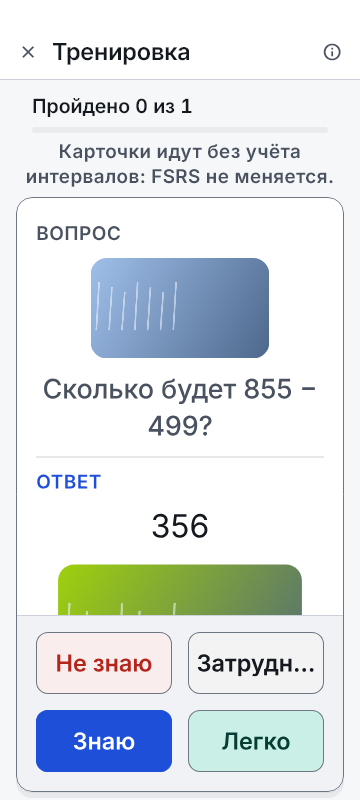 Тренировка
Пройдено 0 из 1
Карточки идут без учёта
интервалов: FSRS не меняется.
ВОПРОС
Сколько будет 855 −
499?
ОТВЕТ
356
Не знаю
Затрудн...
Знаю
Легко